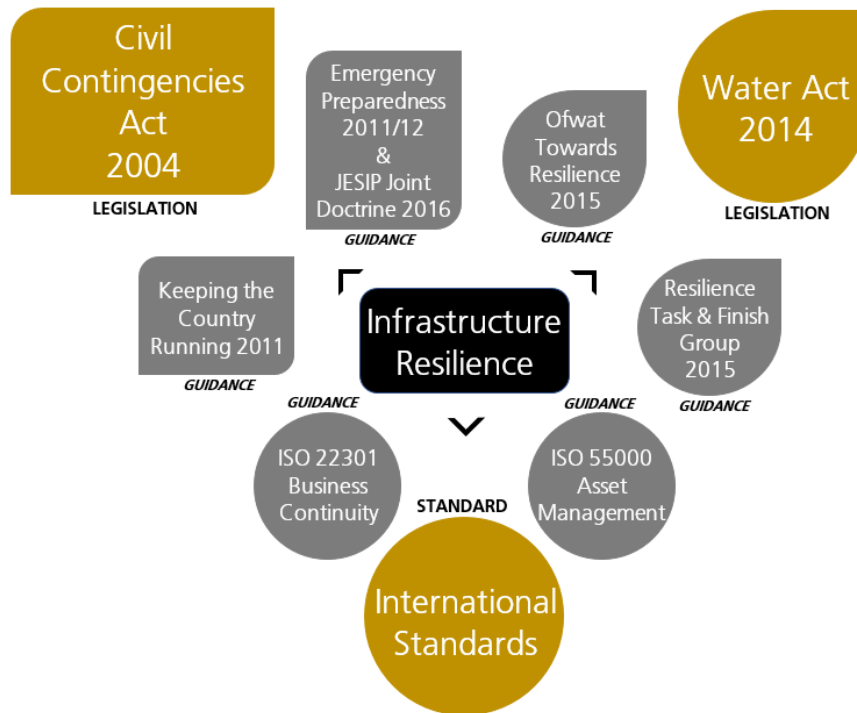 Civil
Contingencies
Act
2004
LEGISLATION
Emergency
Preparedness
2011/12
&
JESIP Joint
Doctrine 2016
GUIDANCE
Ofwat
Towards
Resilience
2015
GUIDANCE
Water Act
2014
LEGISLATION
Keeping the
Country
Running 2011
GUIDANCE
Infrastructure
Resilience
Resilience
Task & Finish
Group
2015
GUIDANCE
GUIDANCE
ISO 22301
Business
Continuity
GUIDANCE
ISO 55000
Asset
Management
STANDARD
International
Standards